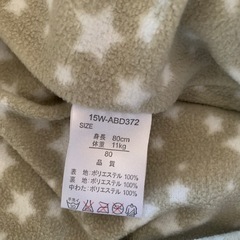 15W-ABD372
SIZE
身長 80cm
体重 11kg
80
品質
表地 ポリエステル 100%
裏地 ポリエステル 100%
中わた ポリエステル 100%